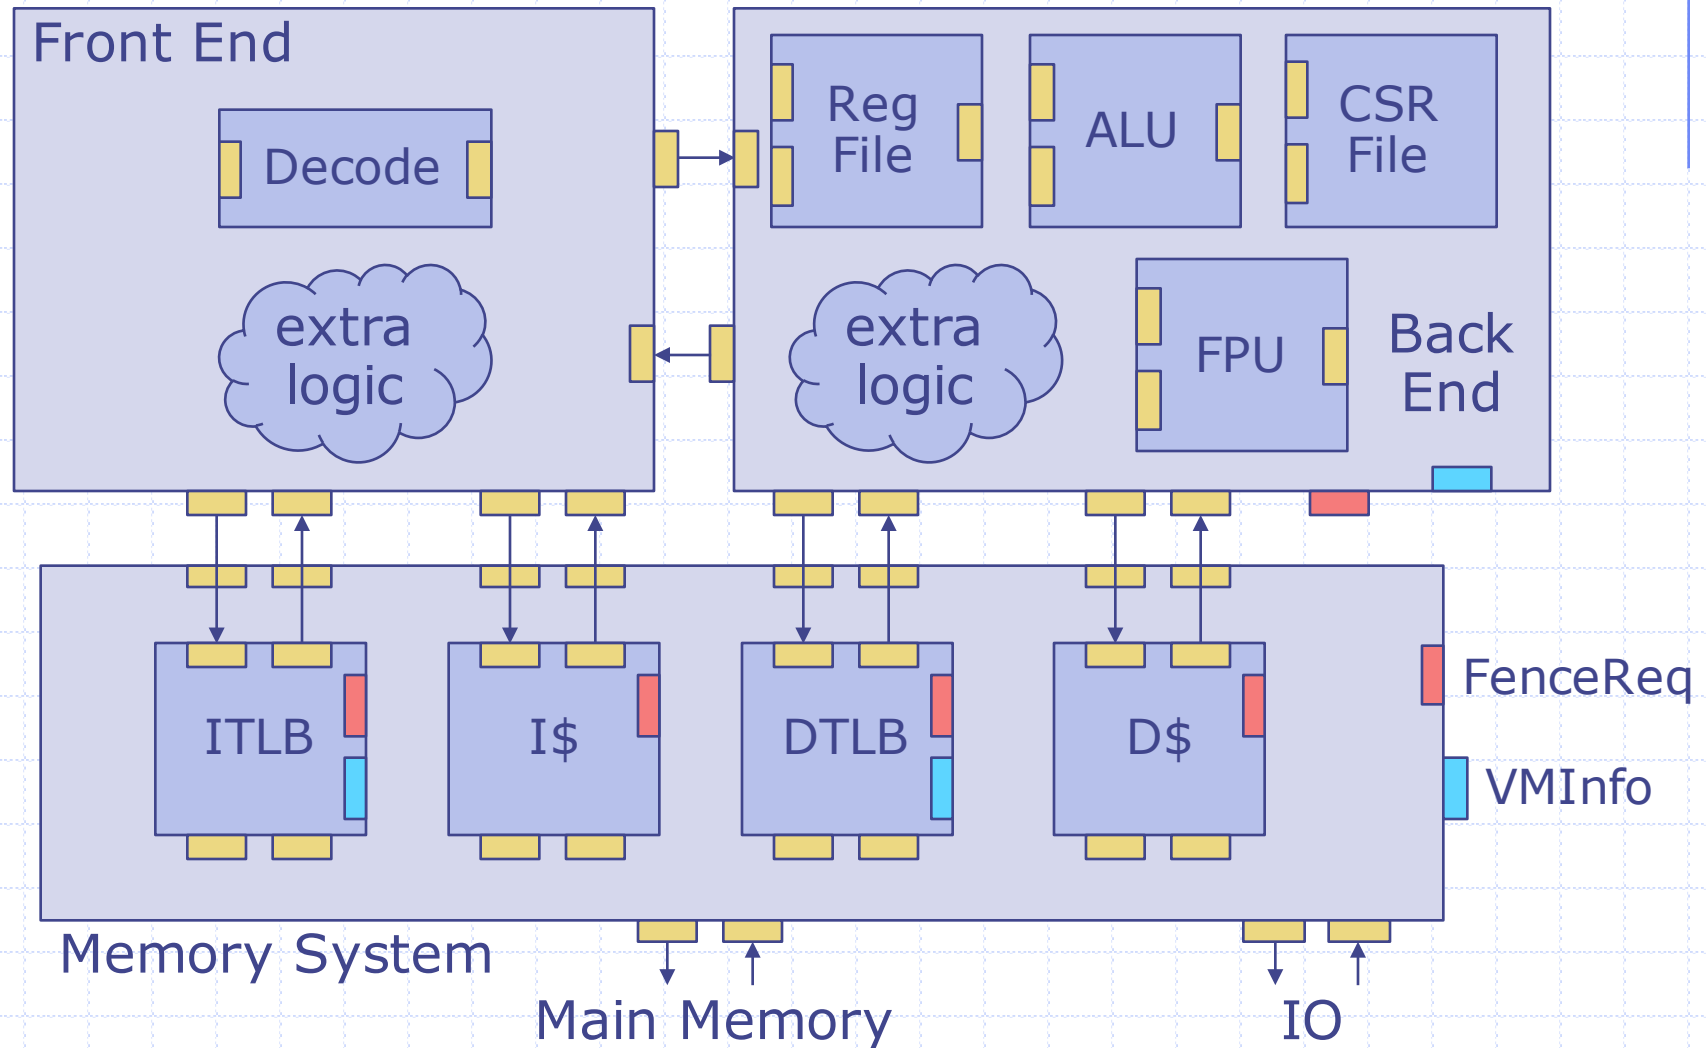 Front End
Decode
extra
logic
Reg
File
ALU
CSR
File
extra
logic
FPU
Back
End
ITLB
I$
DTLB
D$
FenceReq
VMInfo
Memory System
Main Memory
IO